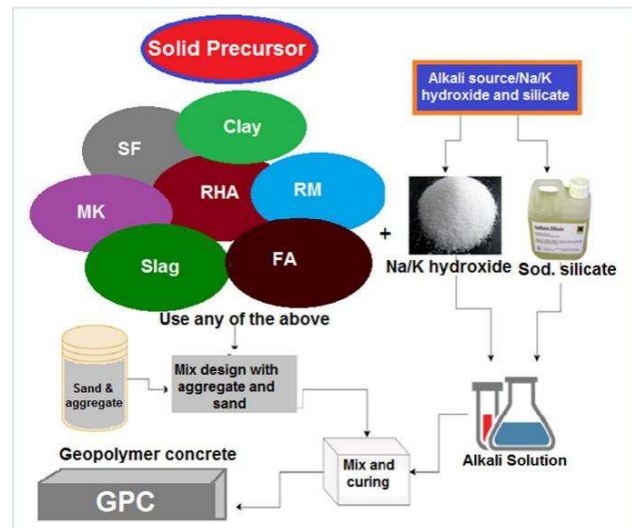 Solid Precursor
Alkali source/Na/K
hydroxide and silicate
Clay
SF
RHA
RM
MK
Slag
FA
+
Na/K hydroxide
Sod. silicate
Use any of the above
Sand &
aggregate
Mix design with
aggregate and
sand
Alkali Solution
Mix and
curing
Geopolymer concrete
GPC